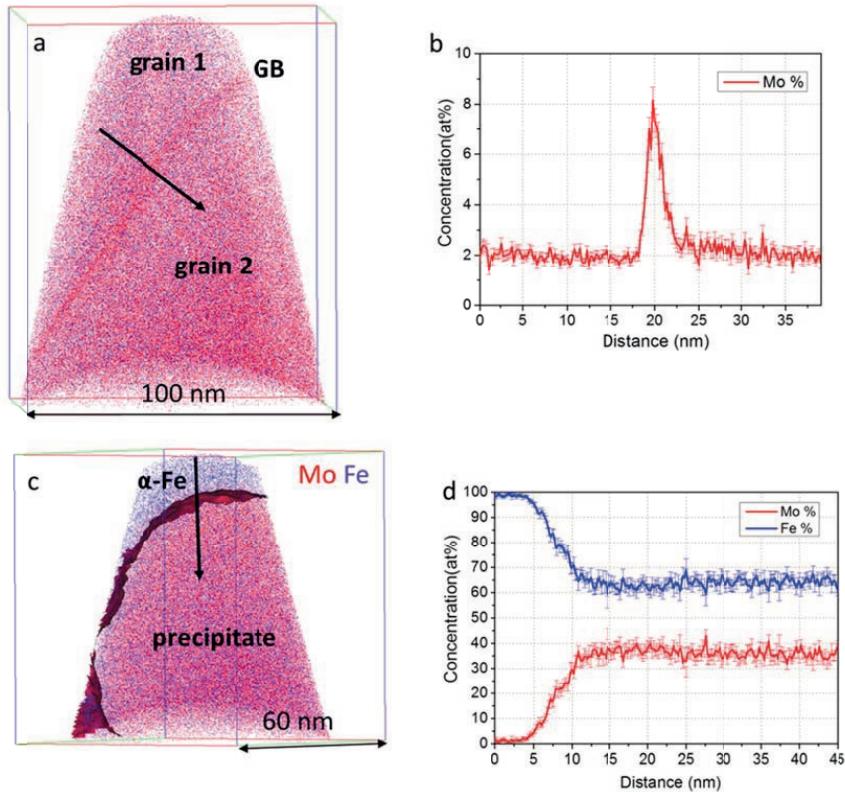 a
grain 1
GB
grain 2
100 nm
b
10
8
6
4
2
0
Mo %
Concentration(at%)
0 5 10 15 20 25 30 35
Distance (nm)
c
α-Fe
Mo Fe
precipitate
60 nm
d
100
90
80
70
60
50
40
30
20
10
0
Mo %
Fe %
Concentration(at%)
0 5 10 15 20 25 30 35 40 45
Distance (nm)